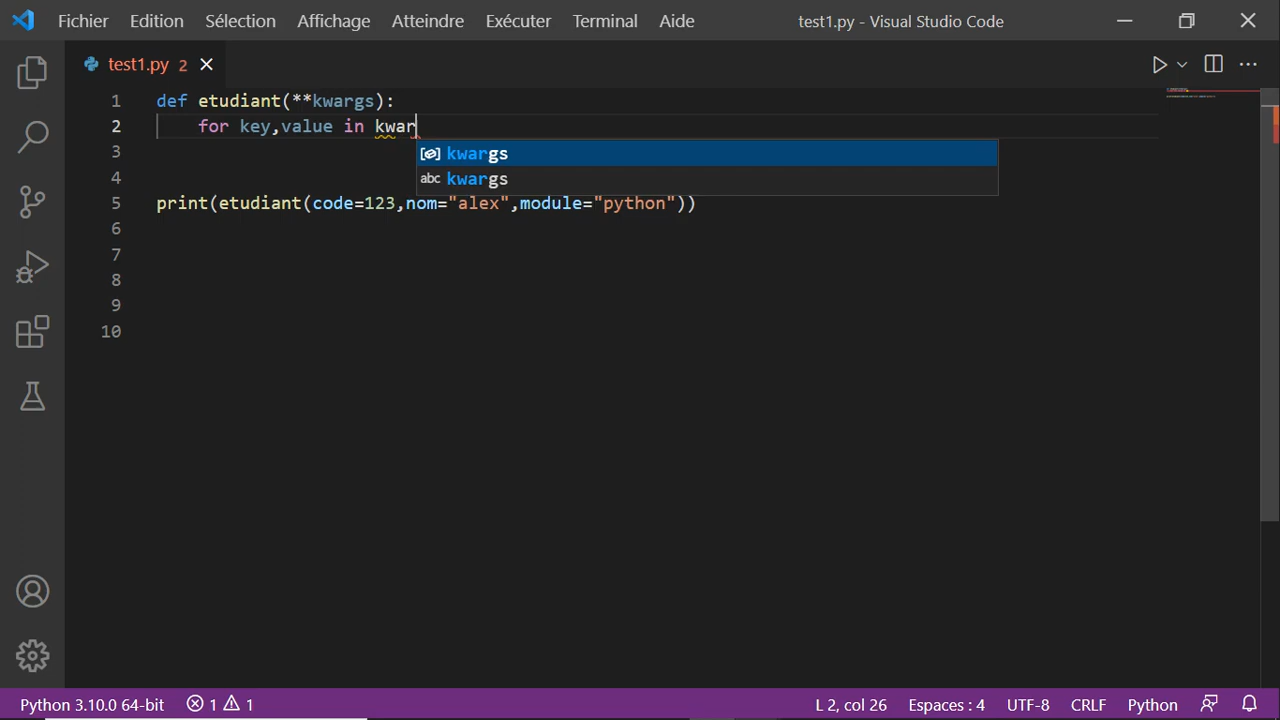 Fichier Edition Sélection Affichage Atteindre Exécuter Terminal Aide test1.py - Visual Studio Code
test1.py 2
1 def etudiant(**kwargs):
2 for key,value in kwar
kwargs
3
abc kwargs
4
5 print(etudiant(code=123,nom="alex",module="python"))
6
7
8
9
10
Python 3.10.0 64-bit 1 1 L 2, col 26 Espaces : 4 UTF-8 CRLF Python